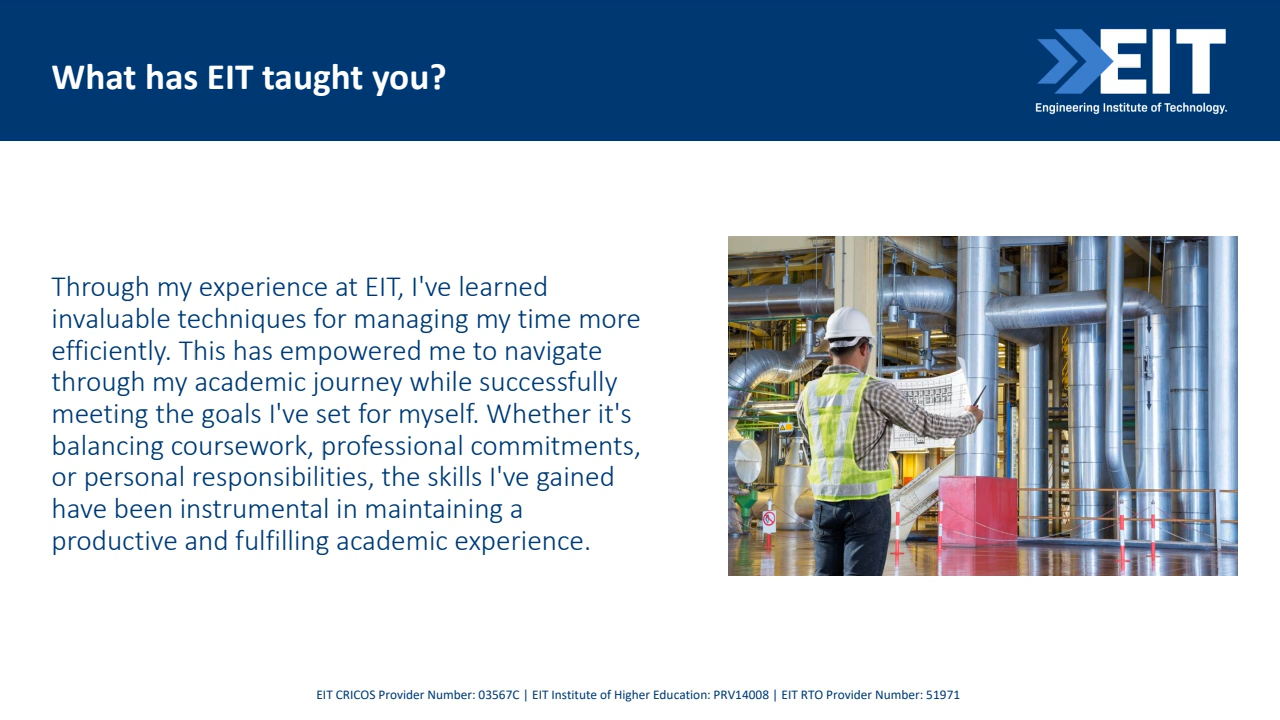 What has EIT taught you?
EIT
Engineering Institute of Technology.
Through my experience at EIT, I've learned
invaluable techniques for managing my time more
efficiently. This has empowered me to navigate
through my academic journey while successfully
meeting the goals I've set for myself. Whether it's
balancing coursework, professional commitments,
or personal responsibilities, the skills I've gained
have been instrumental in maintaining a
productive and fulfilling academic experience.
EIT CRICOS Provider Number: 03567C | EIT Institute of Higher Education: PRV14008 | EIT RTO Provider Number: 51971